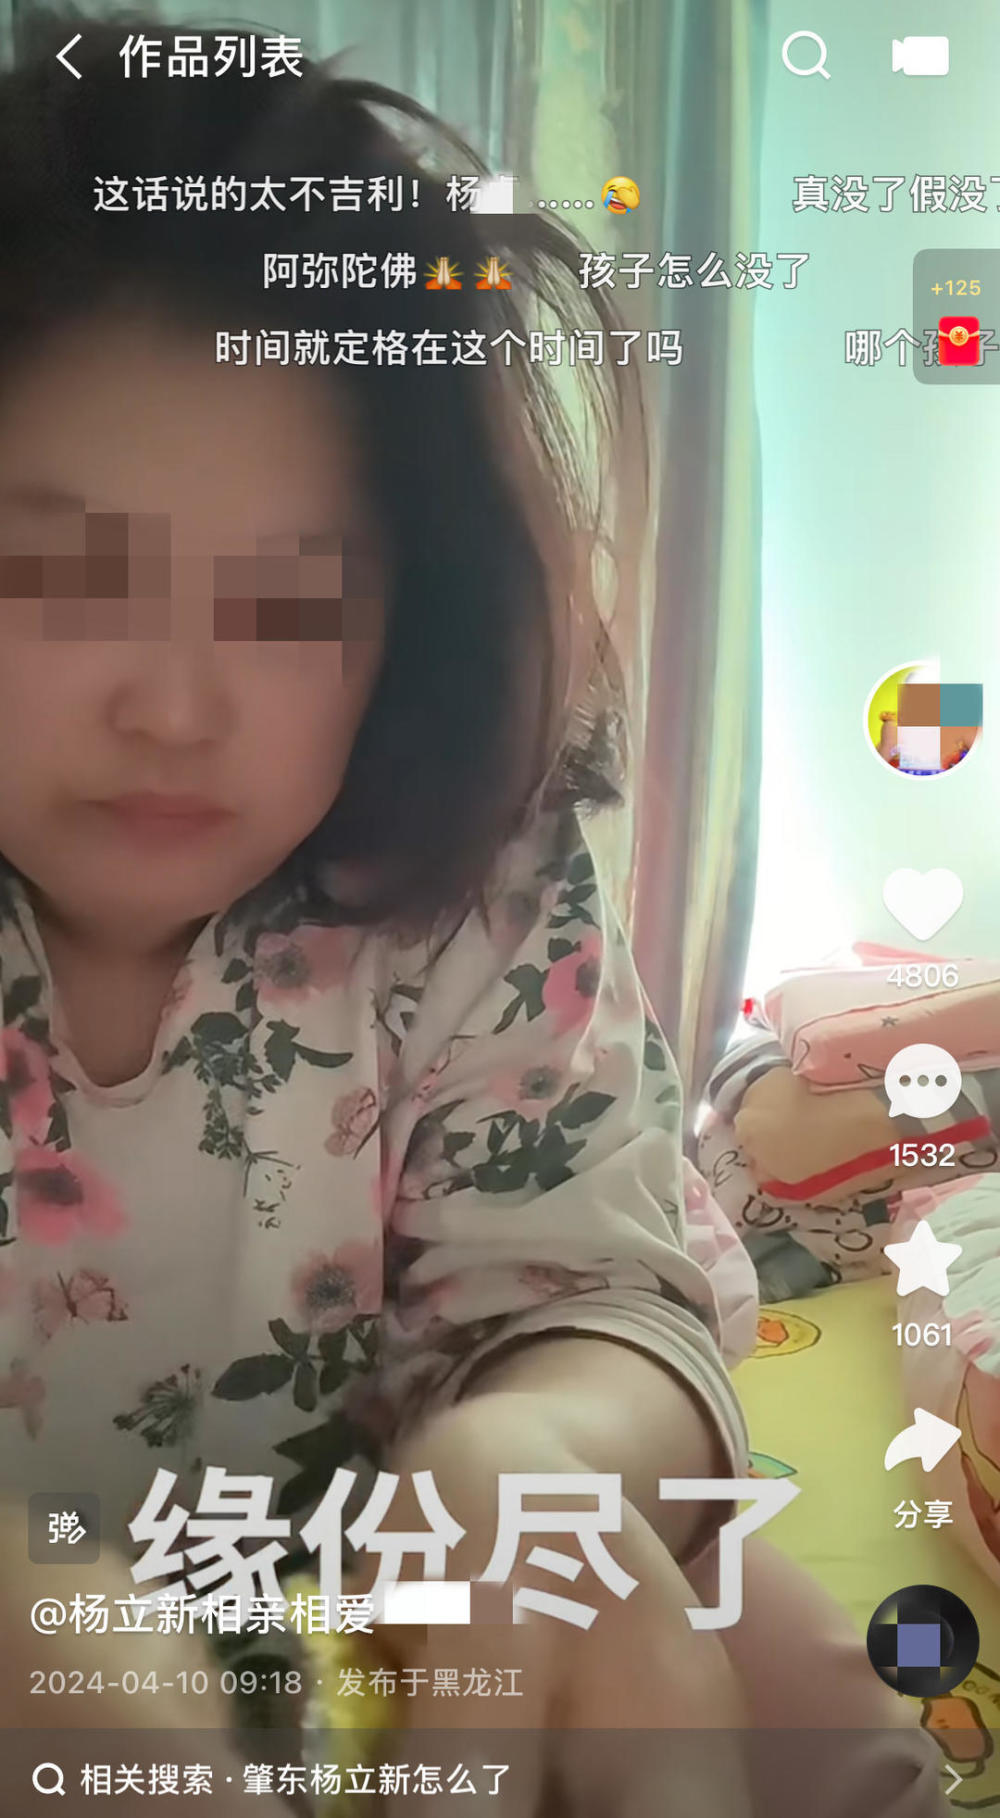 作品列表
这话说的太不吉利！杨 ......😂
真没了假没了
阿弥陀佛🙏🙏
孩子怎么没了
+125
时间就定格在这个时间了吗
哪个孩子
4806
1532
1061
分享
弹
缘份尽了
@杨立新相亲相爱
2024-04-10 09:18 · 发布于黑龙江
相关搜索 · 肇东杨立新怎么了